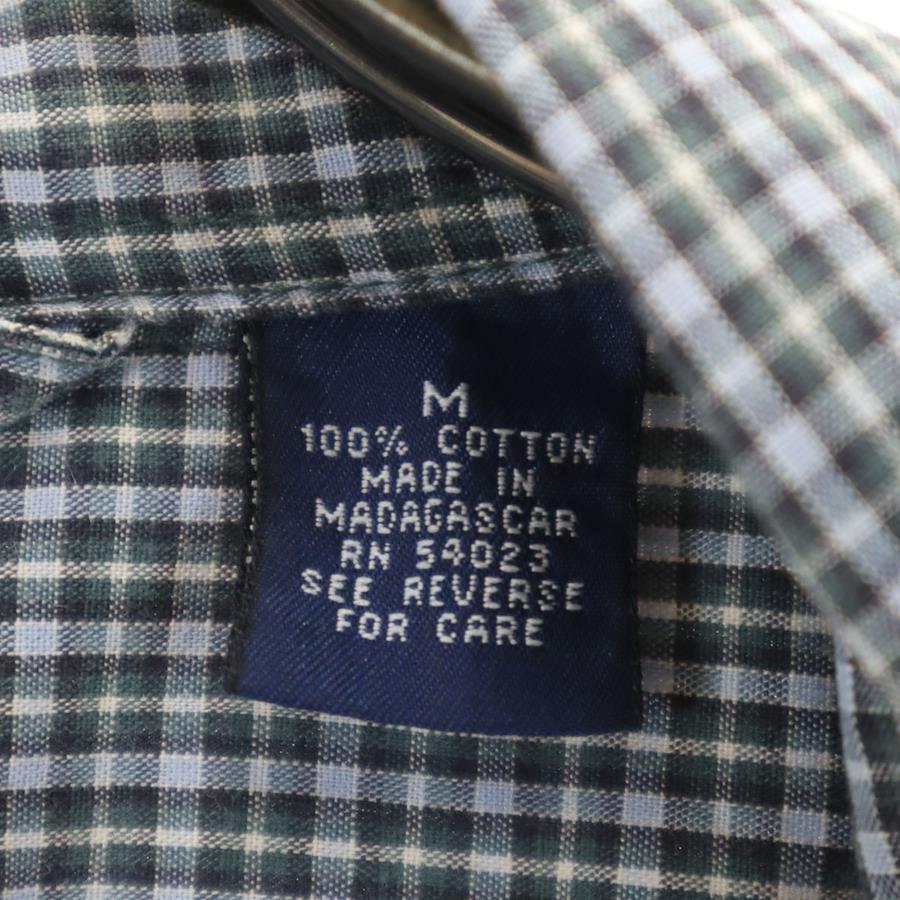 M
100% COTTON
MADE IN
MADAGASCAR
RN 54023
SEE REVERSE
FOR CARE